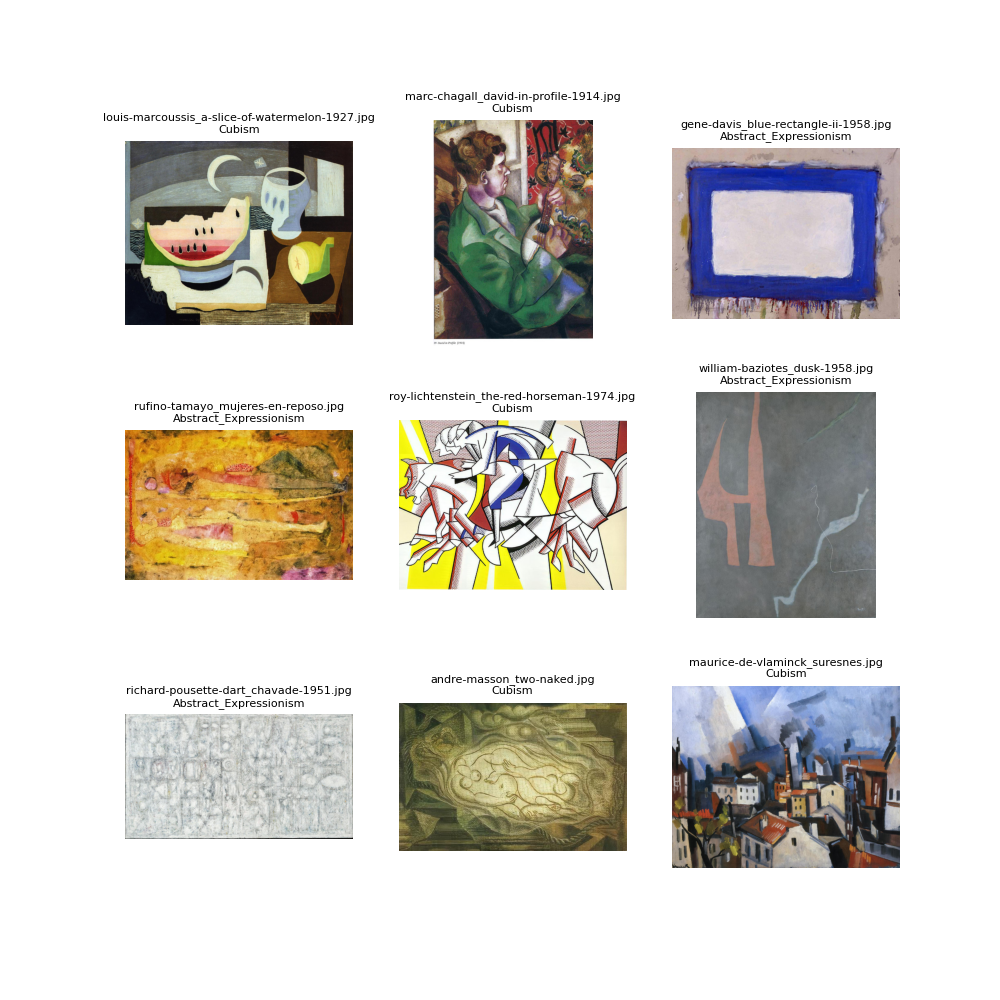 louis-marcoussis_a-slice-of-watermelon-1927.jpg
Cubism
marc-chagall_david-in-profile-1914.jpg
Cubism
gene-davis_blue-rectangle-ii-1958.jpg
Abstract_Expressionism
rufino-tamayo_mujeres-en-reposo.jpg
Abstract_Expressionism
roy-lichtenstein_the-red-horseman-1974.jpg
Cubism
william-baziotes_dusk-1958.jpg
Abstract_Expressionism
richard-pousette-dart_chavade-1951.jpg
Abstract_Expressionism
andre-masson_two-naked.jpg
Cubism
maurice-de-vlaminck_suresnes.jpg
Cubism